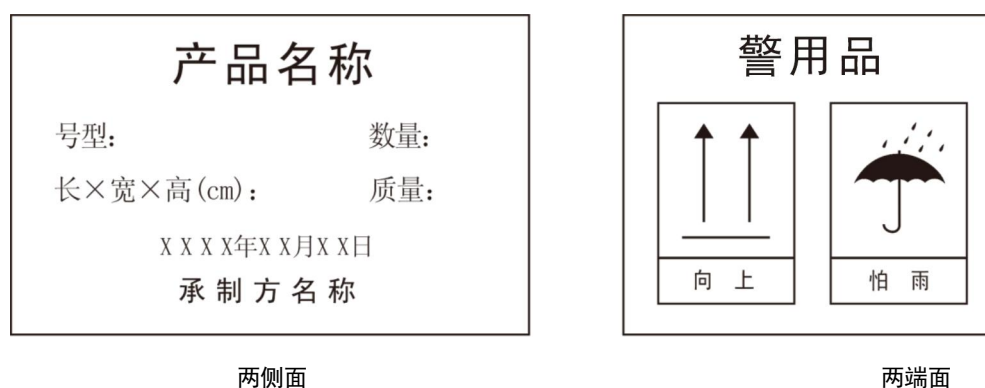 产品名称
号型：
数量：
长×宽×高(cm)：
质量：
XXXX年XX月XX日
承制方名称
两侧面
警用品
向上
怕雨
两端面